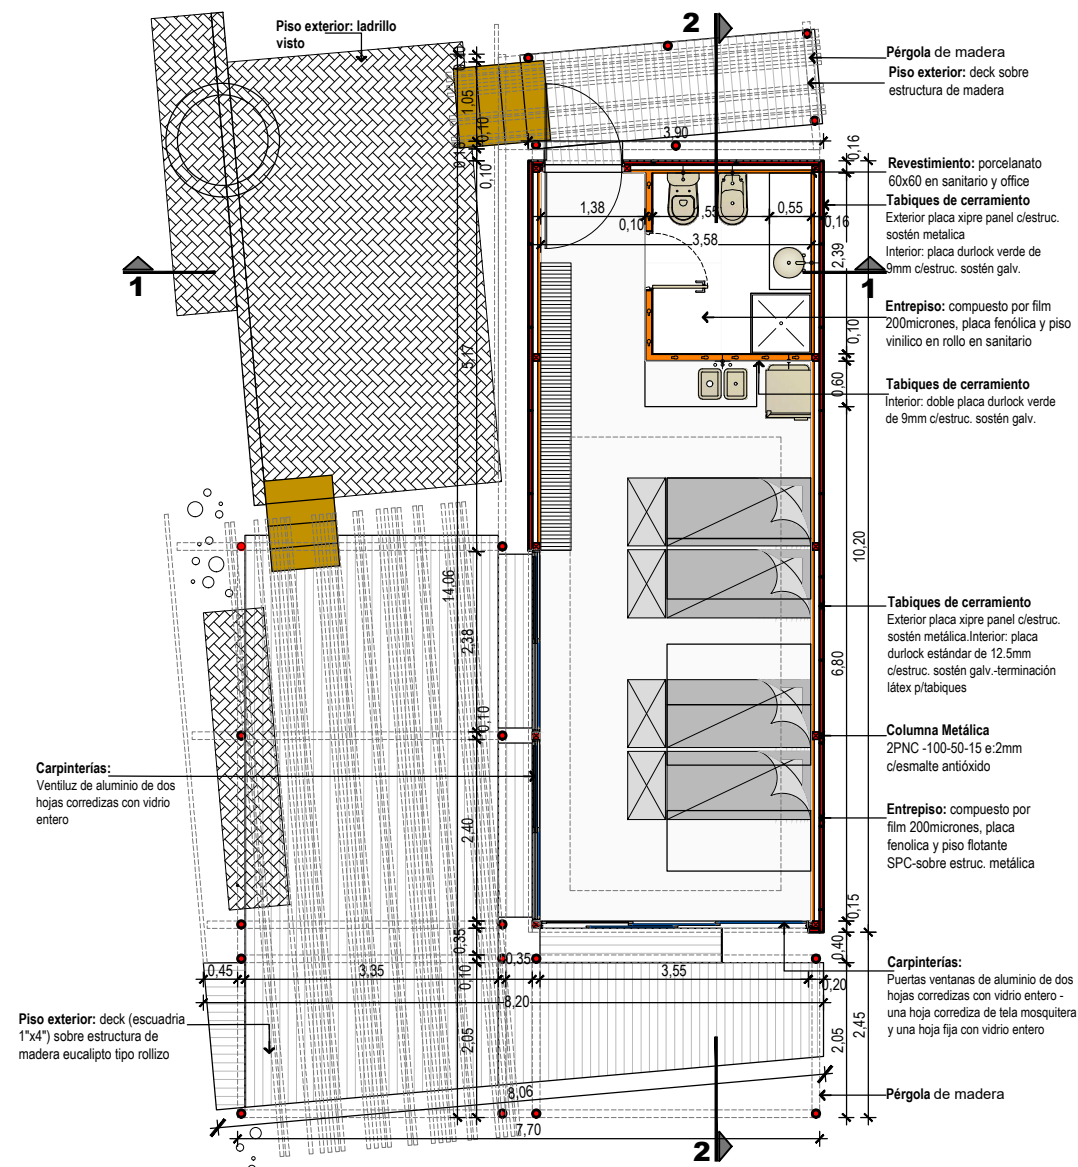 Piso exterior: ladrillo
visto
2
Pérgola de madera
Piso exterior: deck sobre
estructura de madera
1,05
0,10
0,10
3,90
0,16
Revestimiento: porcelanato
60x60 en sanitario y office
Tabiques de cerramiento
Exterior placa xipre panel c/estruc.
sostén metalica
Interior: placa durlock verde de
9mm c/estruc. sostén galv.
1,38
0,10
0,55
0,16
3,58
2,39
1
1
Entrepiso: compuesto por film
200micrones, placa fenólica y piso
vinilico en rollo en sanitario
0,10
5,17
0,60
Tabiques de cerramiento
Interior: doble placa durlock verde
de 9mm c/estruc. sostén galv.
10,20
14,06
2,38
6,80
Tabiques de cerramiento
Exterior placa xipre panel c/estruc.
sostén metálica.Interior: placa
durlock estándar de 12.5mm
c/estruc. sostén galv.-terminación
látex p/tabiques
0,10
Columna Metálica
2PNC -100-50-15 e:2mm
c/esmalte antióxido
Carpinterías:
Ventiluz de aluminio de dos
hojas corredizas con vidrio
entero
2,40
Entrepiso: compuesto por
film 200micrones, placa
fenolica y piso flotante
SPC-sobre estruc. metálica
0,15
0,35
0,40
0,45
3,35
0,35
3,55
0,10
0,20
8,20
Carpinterías:
Puertas ventanas de aluminio de dos
hojas corredizas con vidrio entero -
una hoja corrediza de tela mosquitera
y una hoja fija con vidrio entero
Piso exterior: deck (escuadria
1"x4") sobre estructura de
madera eucalipto tipo rollizo
2,05
2,05
2,45
8,06
Pérgola de madera
7,70
2